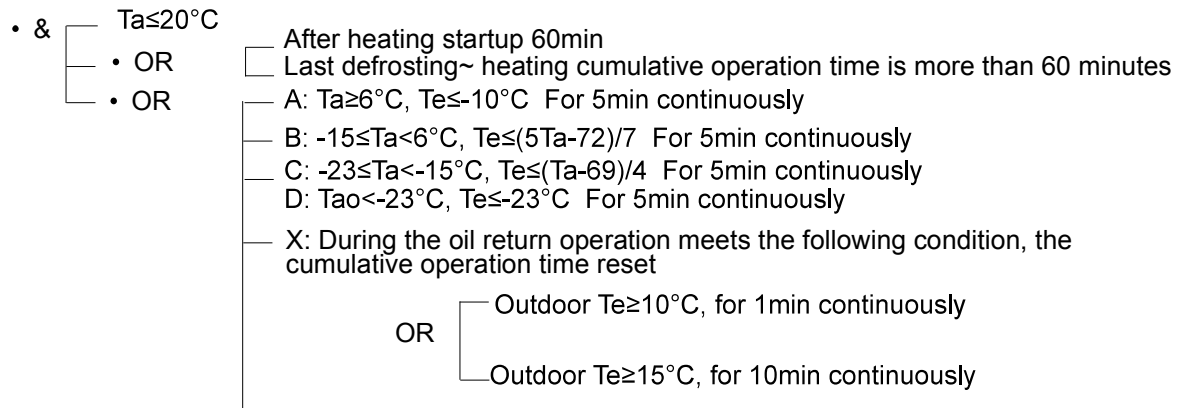 • & Ta≤20°C
After heating startup 60min
• OR
Last defrosting~ heating cumulative operation time is more than 60 minutes
• OR
A: Ta≥6°C, Te≤-10°C For 5min continuously
B: -15≤Ta<6°C, Te≤(5Ta-72)/7 For 5min continuously
C: -23≤Ta<-15°C, Te≤(Ta-69)/4 For 5min continuously
D: Tao<-23°C, Te≤-23°C For 5min continuously
X: During the oil return operation meets the following condition, the
cumulative operation time reset
Outdoor Te≥10°C, for 1min continuously
OR
Outdoor Te≥15°C, for 10min continuously